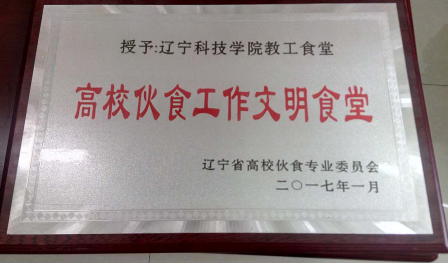 授予:辽宁科技学院教工食堂
高校伙食工作文明食堂
辽宁省高校伙食专业委员会
二〇一七年一月